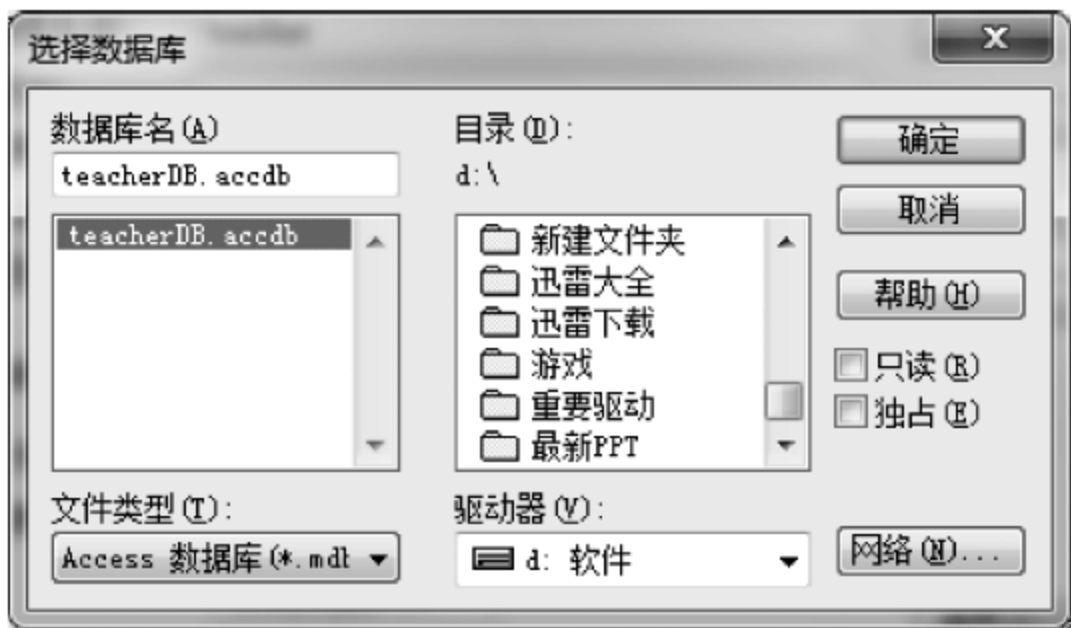 选择数据库
数据库名(A)
teacherDB.accdb
teacherDB.accdb
文件类型(T):
Access 数据库(*.mdb
目录(D):
d:\
新建文件夹
迅雷大全
迅雷下载
游戏
重要驱动
最新PPT
驱动器(V):
d: 软件
确定
取消
帮助(H)
只读(R)
独占(E)
网络(N)...